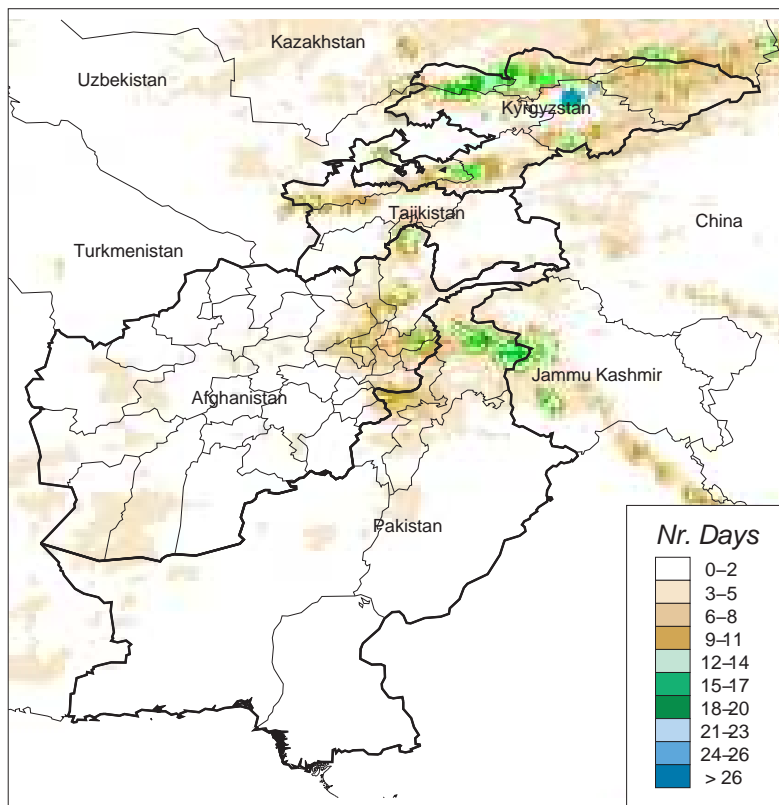 Kazakhstan
Uzbekistan
Kyrgyzstan
Tajikistan
China
Turkmenistan
Jammu Kashmir
Afghanistan
Pakistan
Nr. Days
0–2
3–5
6–8
9–11
12–14
15–17
18–20
21–23
24–26
> 26